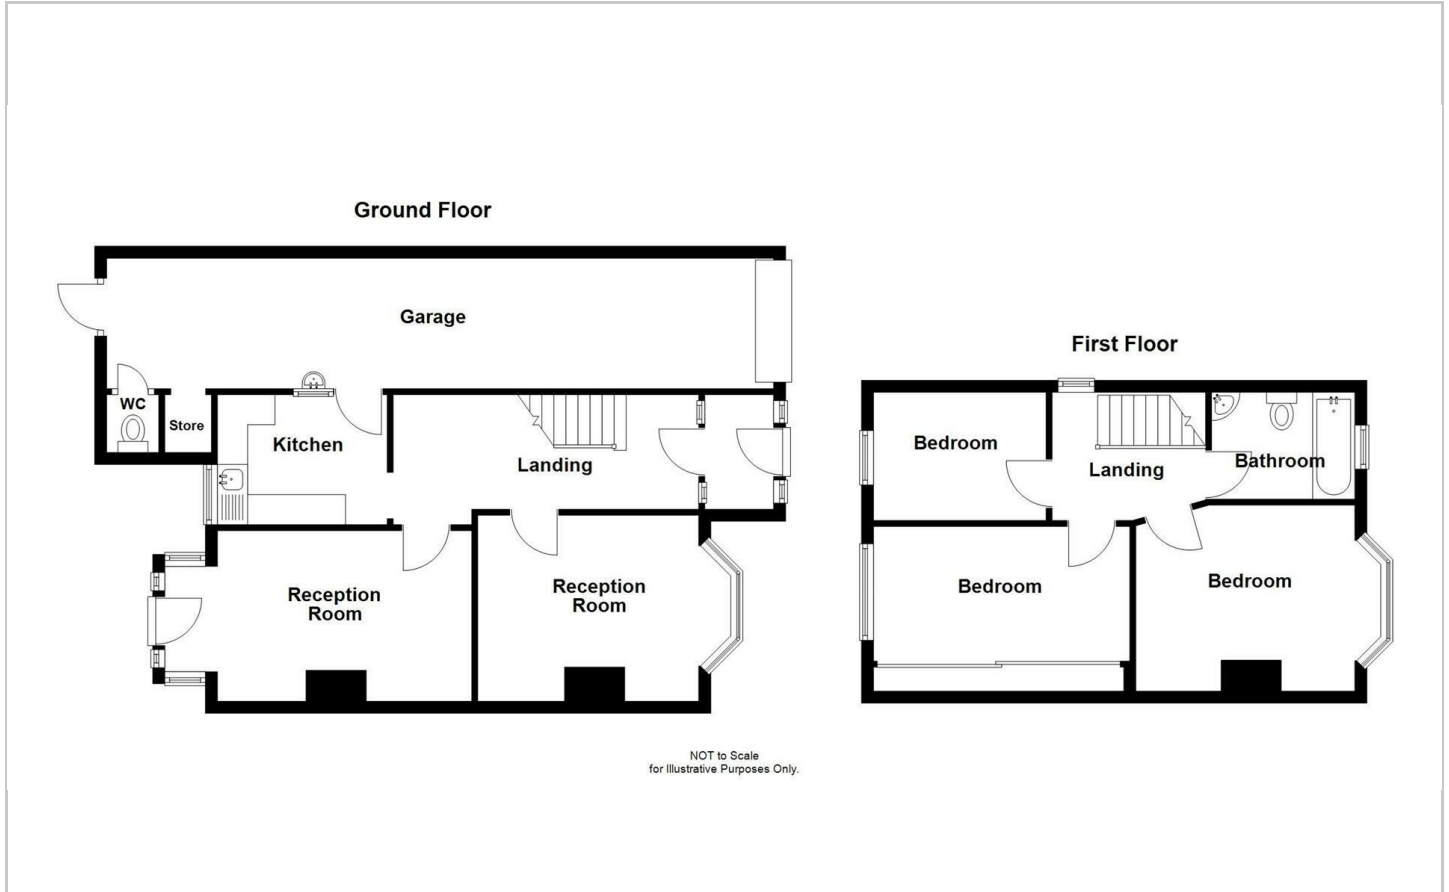 Ground Floor
Garage
WC
Store
Kitchen
Landing
Reception
Room
Reception
Room
First Floor
Bedroom
Landing
Bathroom
Bedroom
Bedroom
NOT to Scale
for Illustrative Purposes Only.